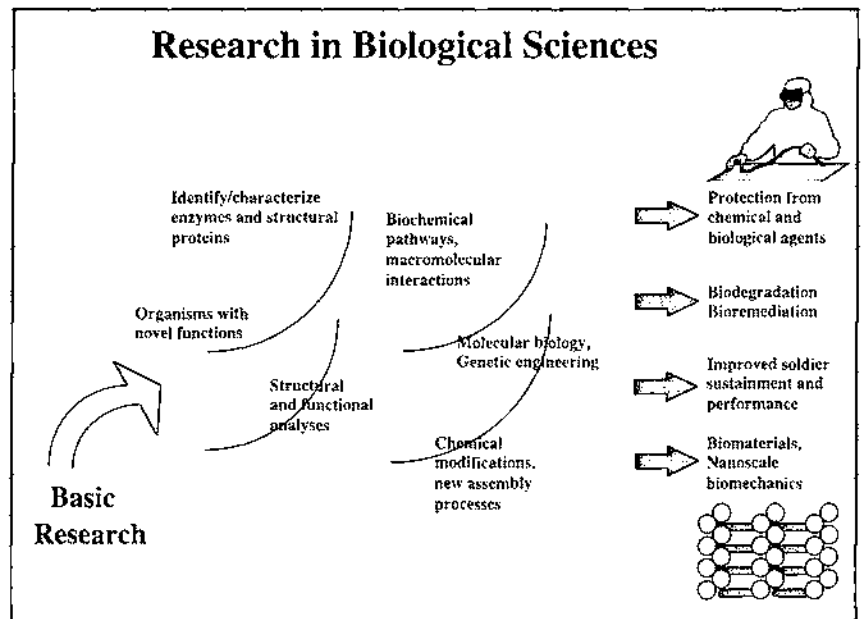 Research in Biological Sciences
Identify/characterize
enzymes and structural
proteins
Biochemical
pathways,
macromolecular
interactions
Organisms with
novel functions
Structural
and functional
analyses
Molecular biology,
Genetic engineering
Chemical
modifications,
new assembly
processes
Basic
Research
Protection from
chemical and
biological agents
Biodegradation
Bioremediation
Improved soldier
sustainment and
performance
Biomaterials,
Nanoscale
biomechanics